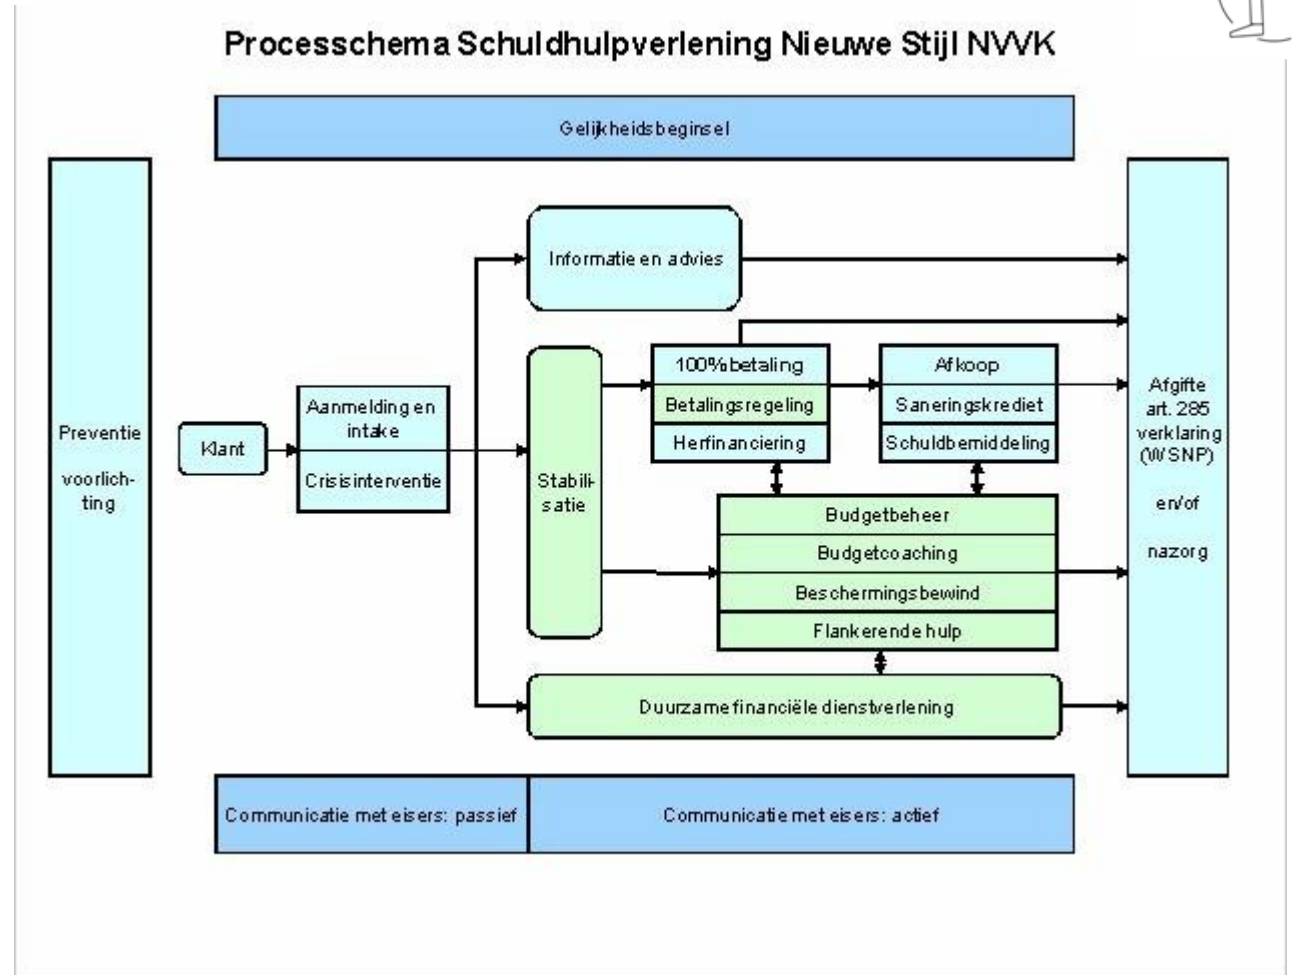 Processchema Schuldhulpverlening Nieuwe Stijl NVVK
Gelijkheidsbeginsel
Preventie
voorlich-
ting
Klant
Aanmelding en
intake
Crisisinterventie
Informatie en advies
Stabili-
satie
100% betaling
Betalingsregeling
Herfinanciering
Afkoop
Saneringskrediet
Schuldbemiddeling
Budgetbeheer
Budgetcoaching
Beschermingsbewind
Flankerende hulp
Duurzame financiële dienstverlening
Afgifte
art. 285
verklaring
(WSNP)
en/of
nazorg
Communicatie met eisers: passief
Communicatie met eisers: actief